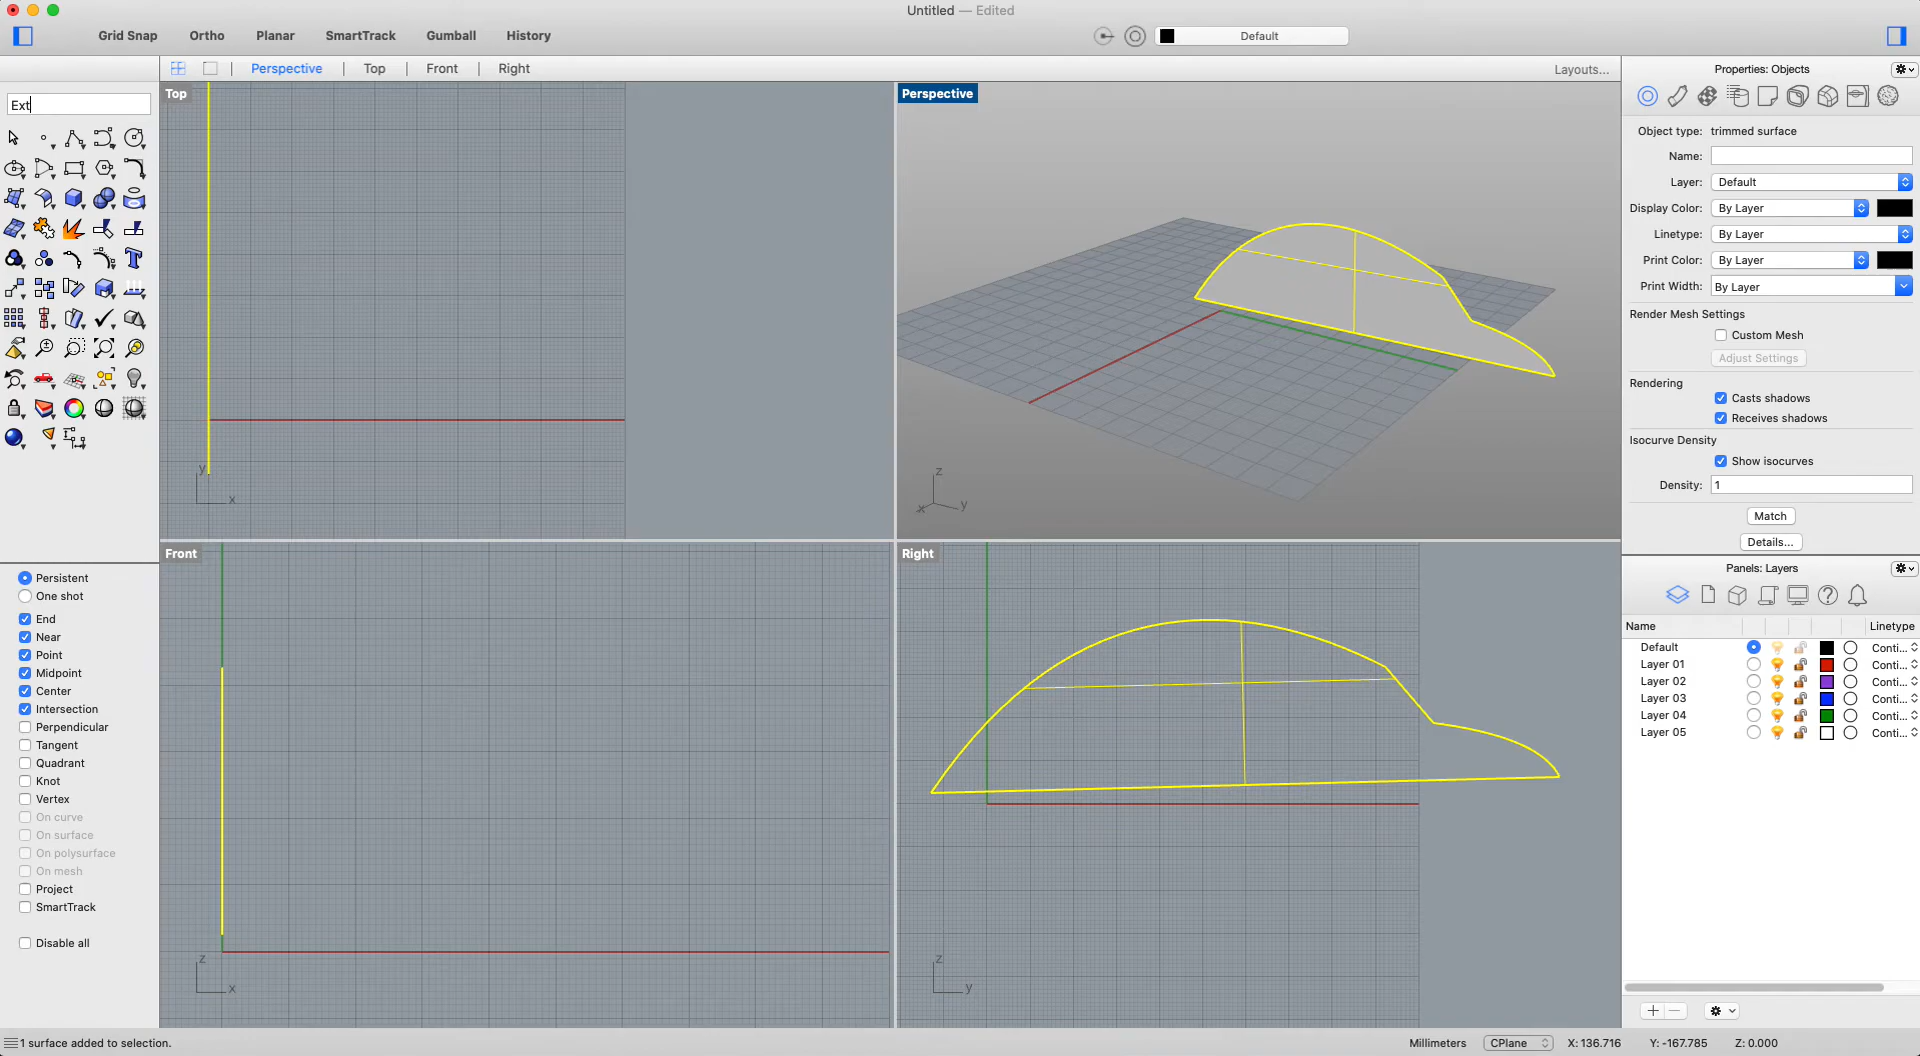 Untitled — Edited
Grid Snap Ortho Planar SmartTrack Gumball History Default
Perspective Top Front Right Layouts...
Properties: Objects
Ext
Top
Perspective
Object type: trimmed surface
Name:
Layer: Default
Display Color: By Layer
Linetype: By Layer
Print Color: By Layer
Print Width: By Layer
Render Mesh Settings
Custom Mesh
Adjust Settings
Rendering
Casts shadows
Receives shadows
Isocurve Density
Show isocurves
Density: 1
Match
Details...
y
x
z
x
y
Front
Right
Persistent
One shot
End
Near
Point
Midpoint
Center
Intersection
Perpendicular
Tangent
Quadrant
Knot
Vertex
On curve
On surface
On polysurface
On mesh
Project
SmartTrack
Disable all
z
x
z
y
Panels: Layers
Name Linetype
Default Conti...
Layer 01 Conti...
Layer 02 Conti...
Layer 03 Conti...
Layer 04 Conti...
Layer 05 Conti...
1 surface added to selection.
Millimeters CPlane X: 136.716 Y: -167.785 Z: 0.000